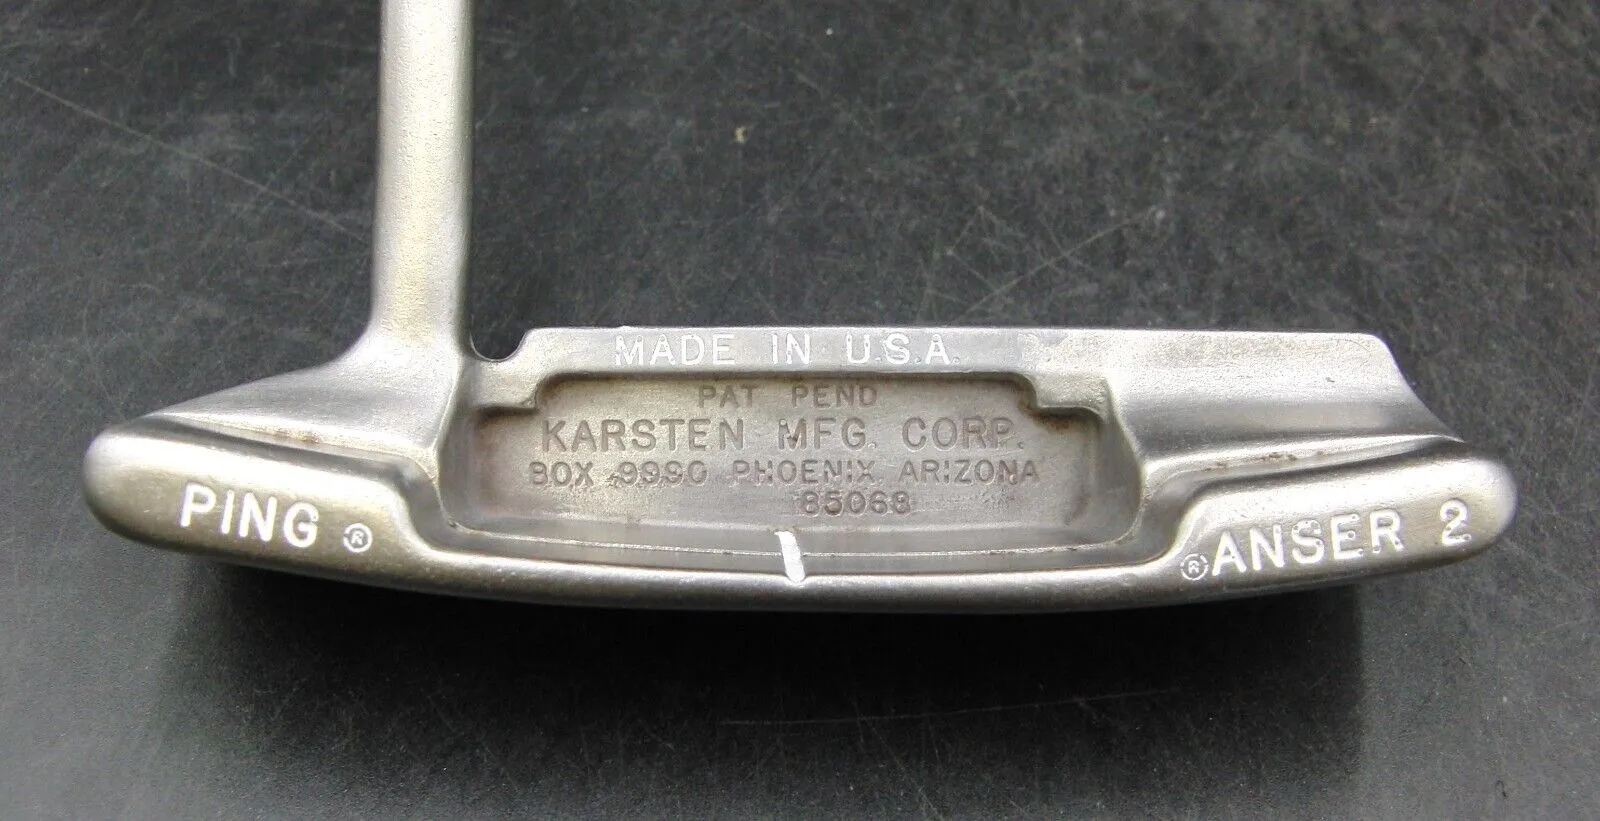 MADE IN U.S.A.
PAT PEND
KARSTEN MFG. CORP.
BOX 9990 PHOENIX, ARIZONA
85068
PING ®
® ANSER 2